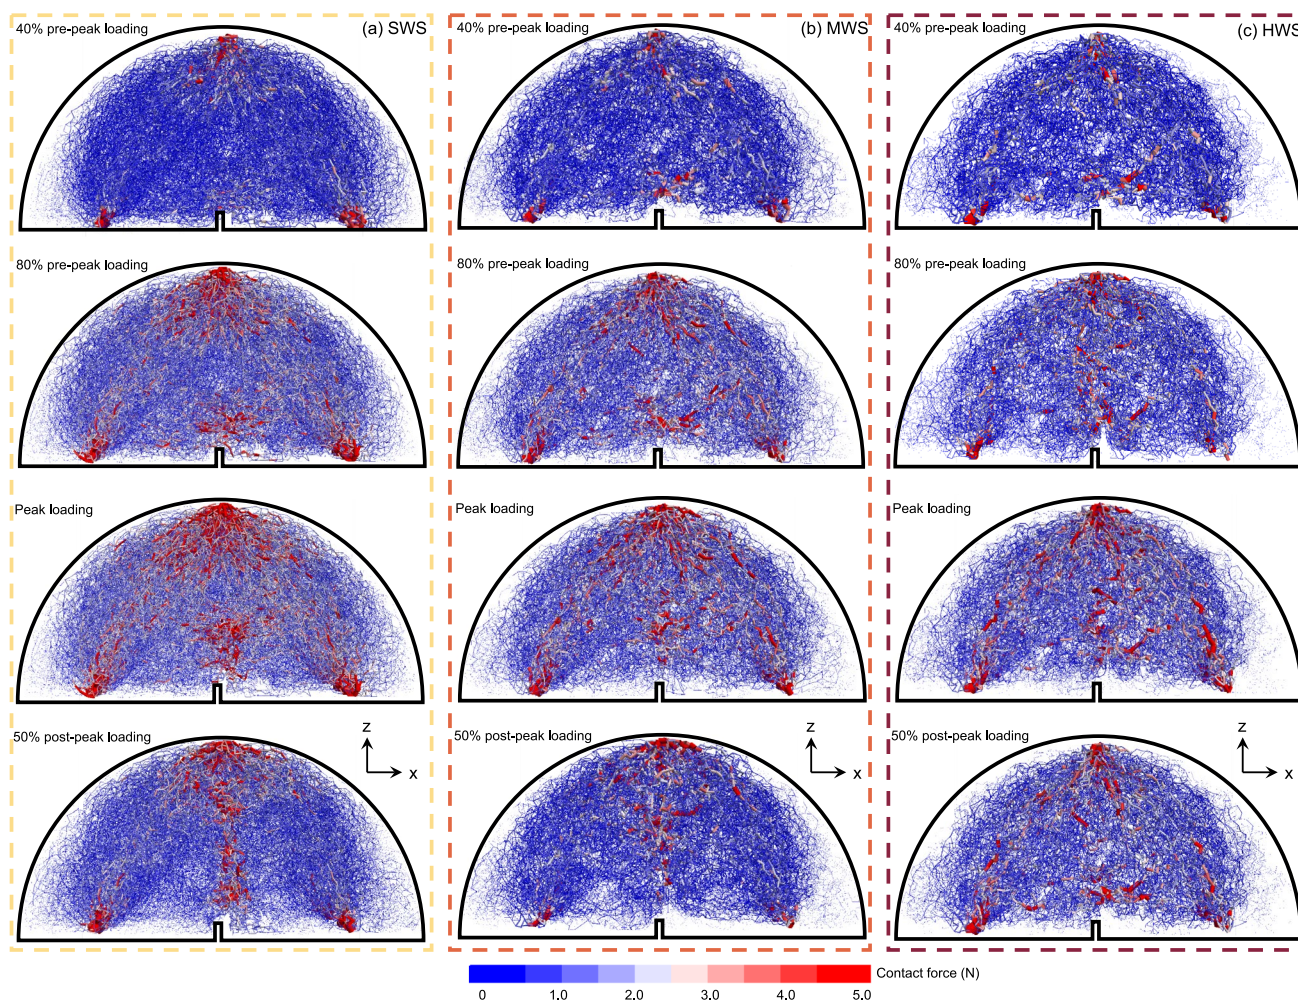 40% pre-peak loading
(a) SWS
40% pre-peak loading
(b) MWS
40% pre-peak loading
(c) HWS
80% pre-peak loading
80% pre-peak loading
80% pre-peak loading
Peak loading
Peak loading
Peak loading
50% post-peak loading
z
x
50% post-peak loading
z
x
50% post-peak loading
z
x
Contact force (N)
0 1.0 2.0 3.0 4.0 5.0